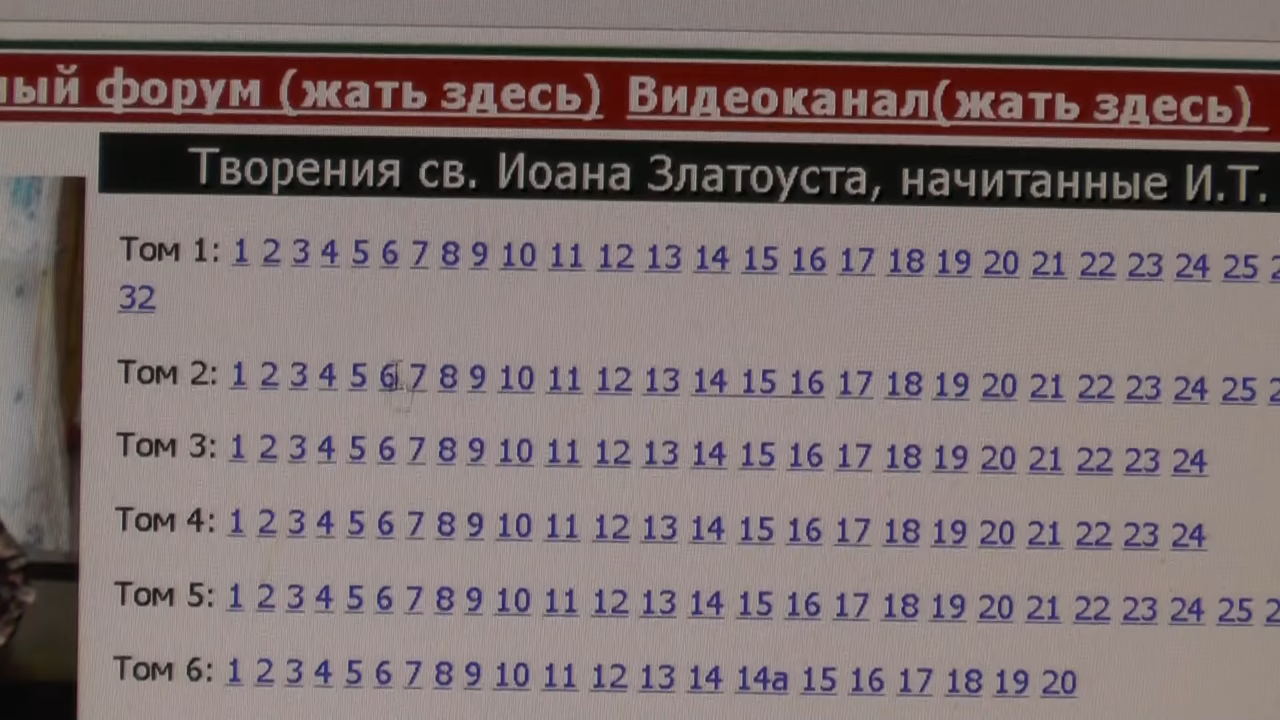 ный форум (жать здесь) Видеоканал(жать здесь)
Творения св. Иоана Златоуста, начитанные И.Т.
Том 1: 1 2 3 4 5 6 7 8 9 10 11 12 13 14 15 16 17 18 19 20 21 22 23 24 25
32
Том 2: 1 2 3 4 5 6 7 8 9 10 11 12 13 14 15 16 17 18 19 20 21 22 23 24 25
Том 3: 1 2 3 4 5 6 7 8 9 10 11 12 13 14 15 16 17 18 19 20 21 22 23 24
Том 4: 1 2 3 4 5 6 7 8 9 10 11 12 13 14 15 16 17 18 19 20 21 22 23 24
Том 5: 1 2 3 4 5 6 7 8 9 10 11 12 13 14 15 16 17 18 19 20 21 22 23 24 25
Том 6: 1 2 3 4 5 6 7 8 9 10 11 12 13 14 14а 15 16 17 18 19 20